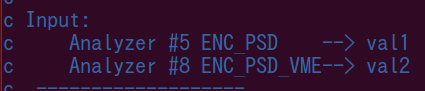 c
c Input:
c     Analyzer #5 ENC_PSD    --> val1
c     Analyzer #8 ENC_PSD_VME--> val2
c  -------------------